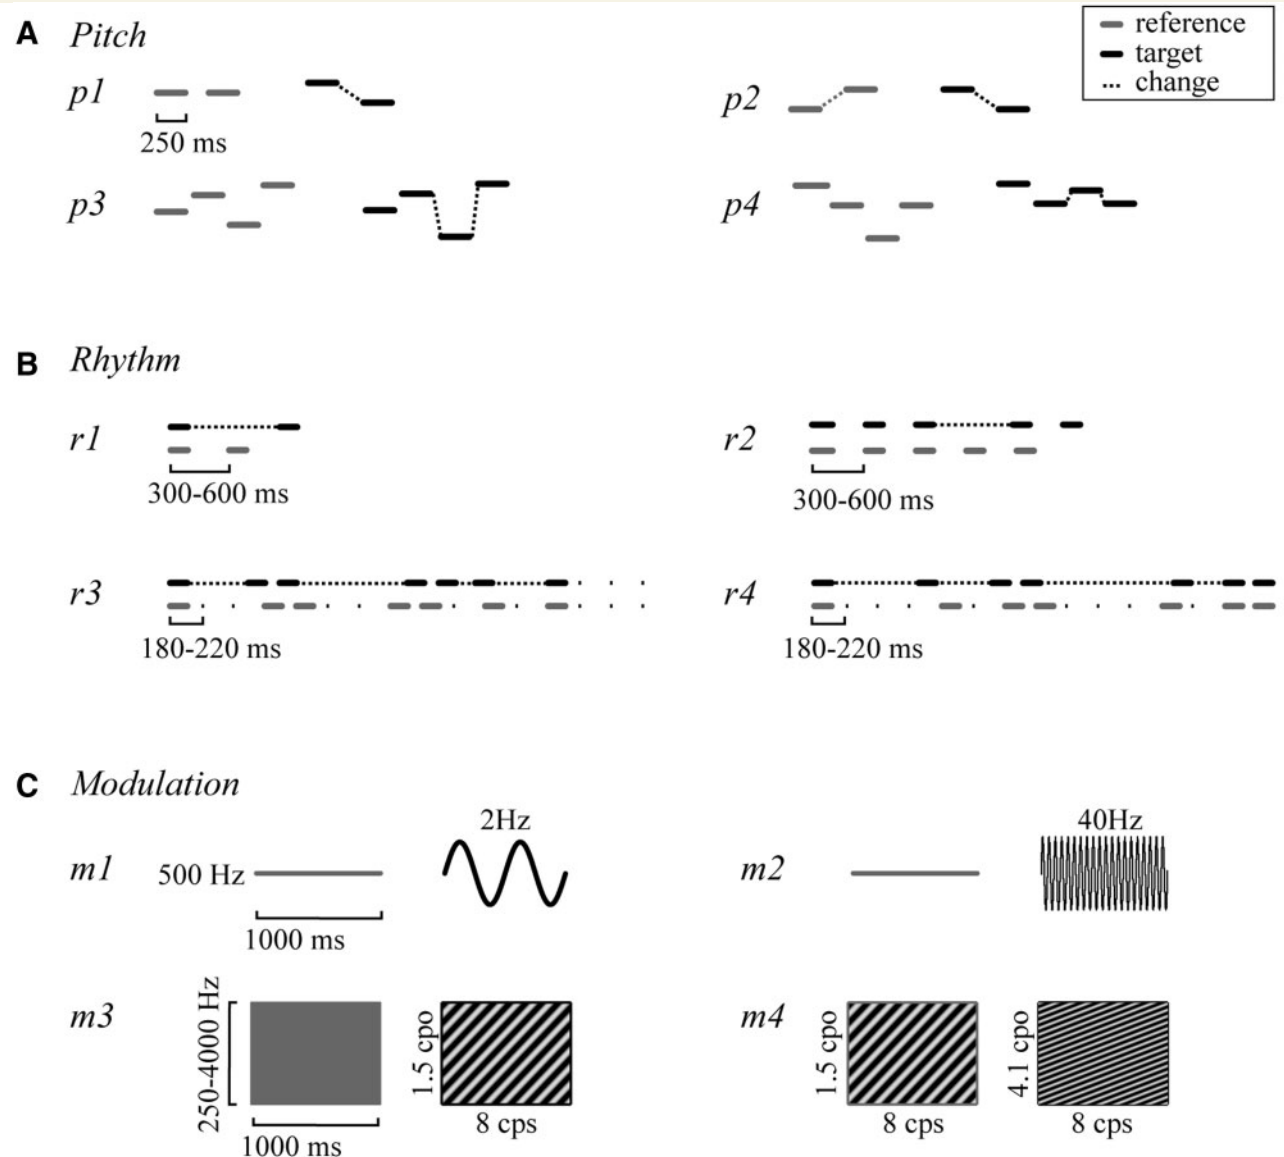 A Pitch
reference
target
change
p1
250 ms
p2
p3
p4
B Rhythm
r1
300-600 ms
r2
300-600 ms
r3
180-220 ms
r4
180-220 ms
C Modulation
m1
500 Hz
1000 ms
2Hz
m2
40Hz
m3
250-4000 Hz
1000 ms
1.5 cpo
8 cps
m4
1.5 cpo
8 cps
4.1 cpo
8 cps